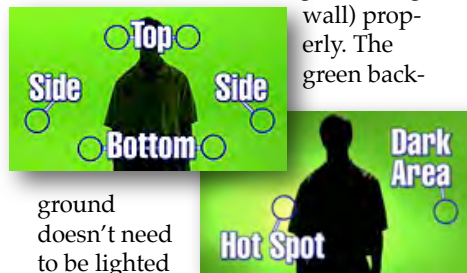 wall) prop-
erly. The
green back-
Top
Side Side
Bottom
Dark
Area
Hot Spot
ground
doesn't need
to be lighted